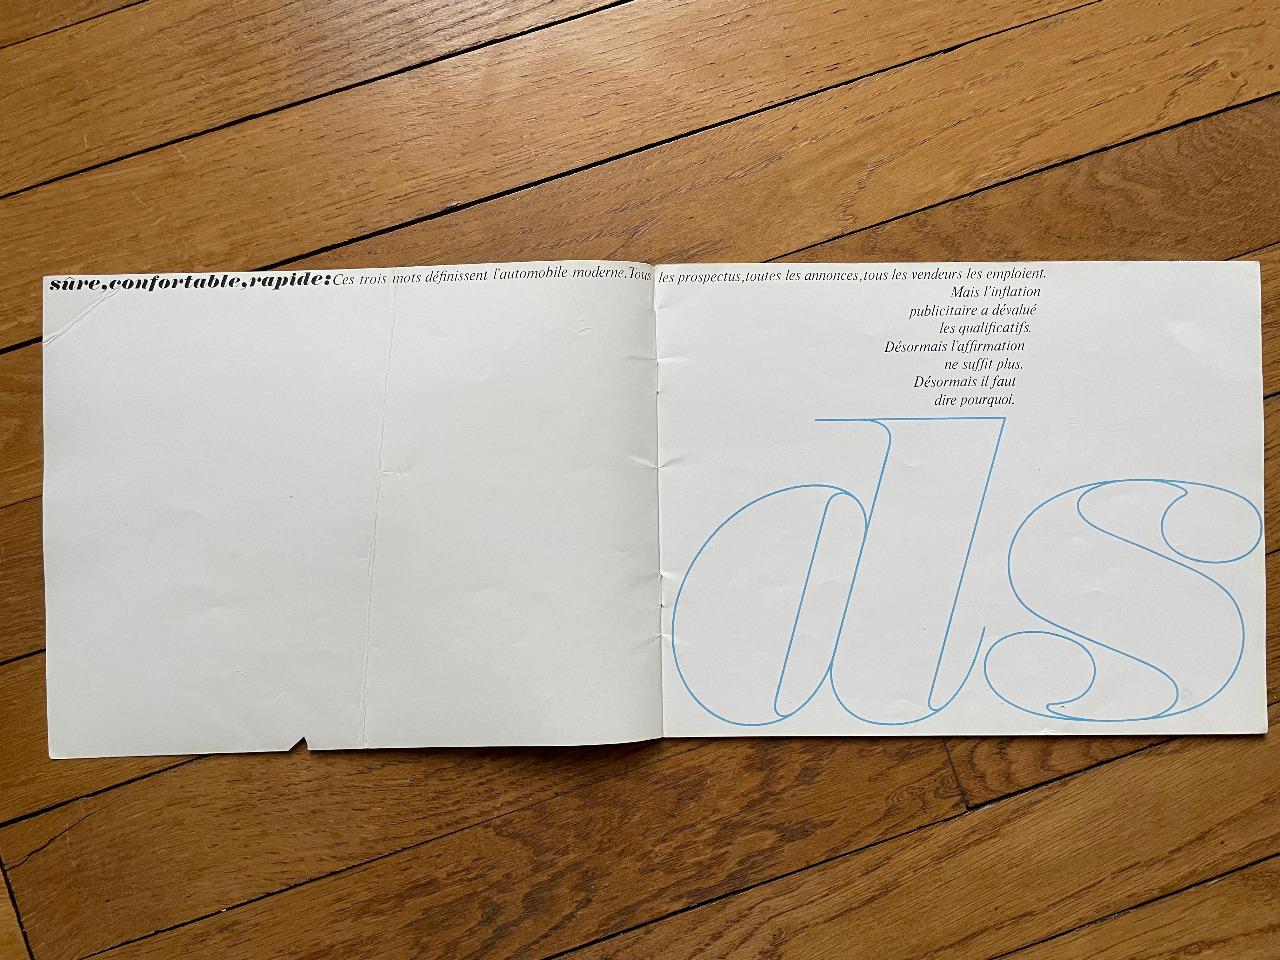 sûre,confortable,rapide:Ces trois mots définissent l'automobile moderne.Tous les prospectus,toutes les annonces,tous les vendeurs les emploient.
Mais l'inflation
publicitaire a dévalué
les qualificatifs.
Désormais l'affirmation
ne suffit plus.
Désormais il faut
dire pourquoi.
ds